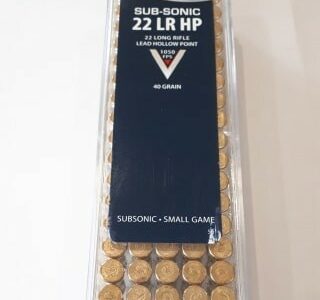 SUB-SONIC
22 LR HP
22 LONG RIFLE
LEAD HOLLOW POINT
1050
FPS
40 GRAIN
SUBSONIC • SMALL GAME